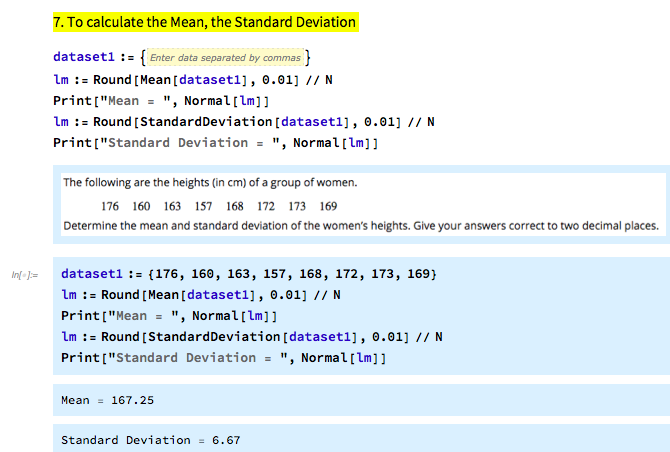 7. To calculate the Mean, the Standard Deviation
dataset1 := {Enter data separated by commas}
lm := Round[Mean[dataset1], 0.01] // N
Print["Mean = ", Normal[lm]]
lm := Round[StandardDeviation[dataset1], 0.01] // N
Print["Standard Deviation = ", Normal[lm]]
The following are the heights (in cm) of a group of women.
176 160 163 157 168 172 173 169
Determine the mean and standard deviation of the women's heights. Give your answers correct to two decimal places.
In[=]:= dataset1 := {176, 160, 163, 157, 168, 172, 173, 169}
lm := Round[Mean[dataset1], 0.01] // N
Print["Mean = ", Normal[lm]]
lm := Round[StandardDeviation[dataset1], 0.01] // N
Print["Standard Deviation = ", Normal[lm]]
Mean = 167.25
Standard Deviation = 6.67